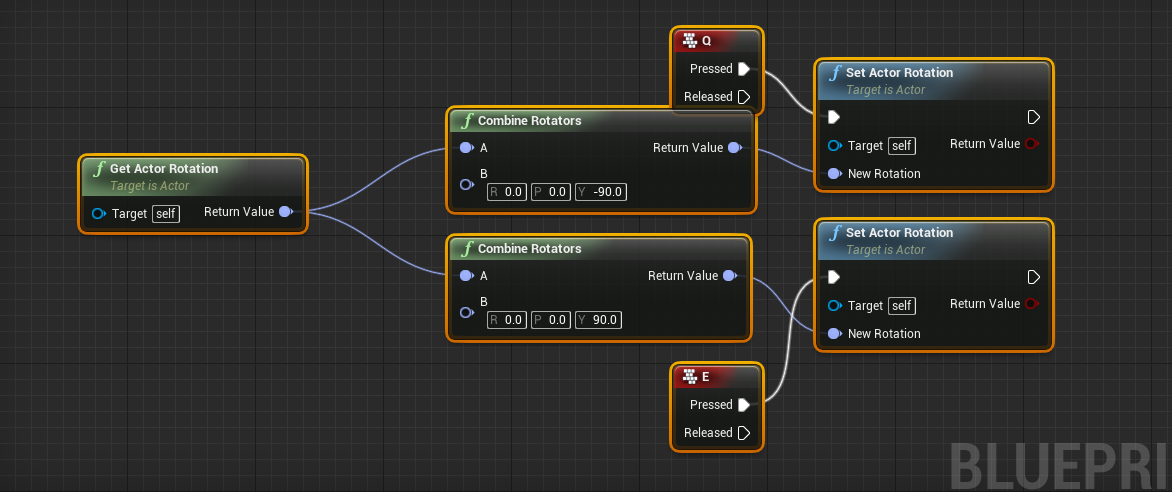 Q
Pressed
Released
Set Actor Rotation
Target is Actor
Target self
Return Value
New Rotation
Combine Rotators
A
Return Value
B
R 0.0 P 0.0 Y -90.0
Get Actor Rotation
Target is Actor
Target self
Return Value
Combine Rotators
A
Return Value
B
R 0.0 P 0.0 Y 90.0
Set Actor Rotation
Target is Actor
Target self
Return Value
New Rotation
E
Pressed
Released
BLUEPRI